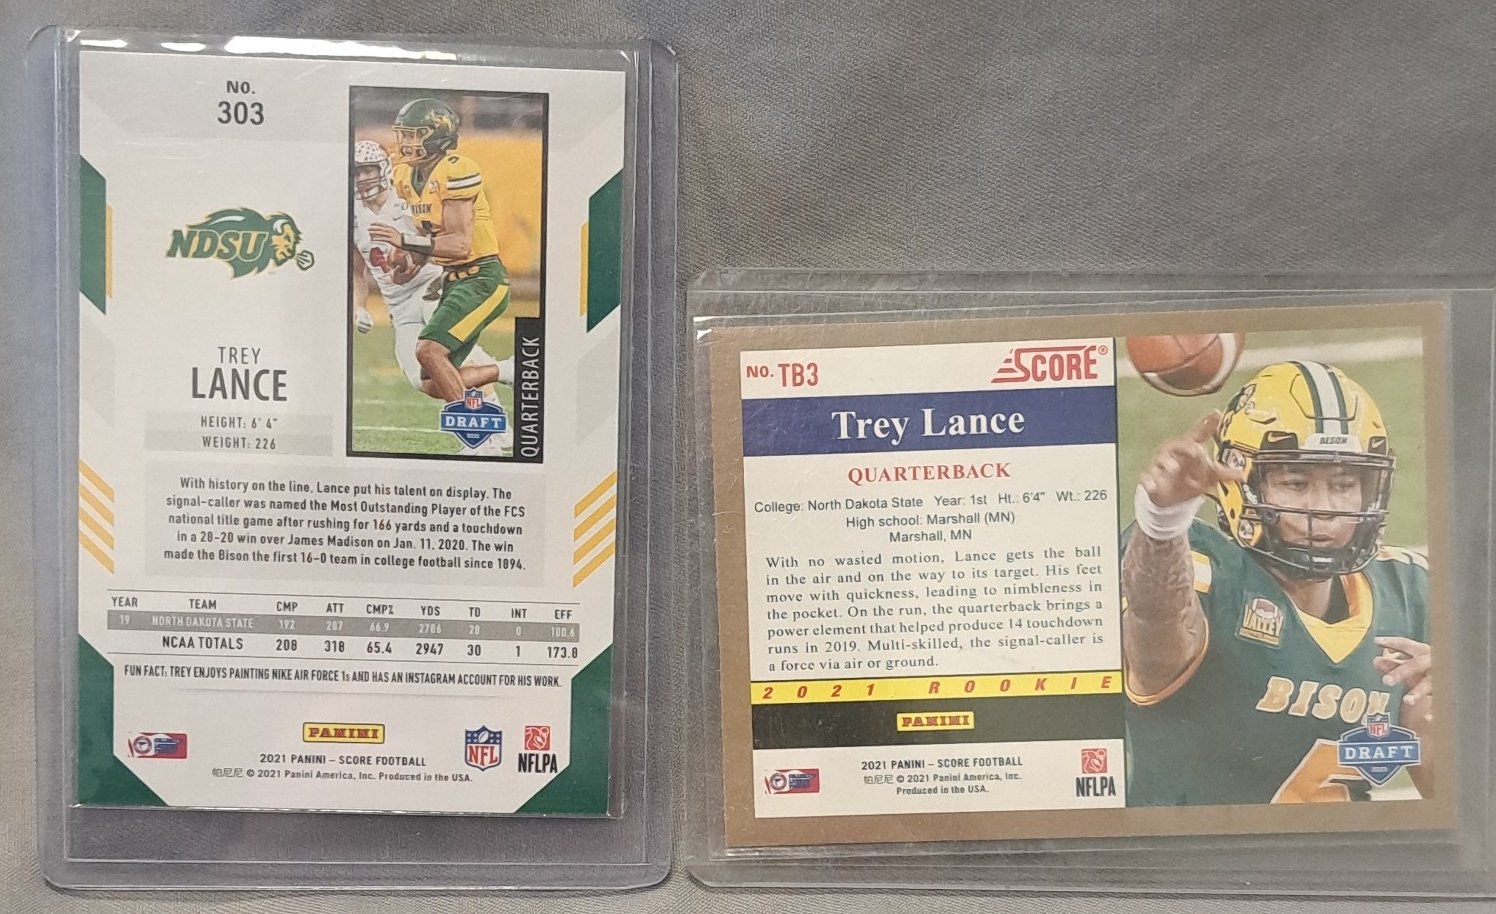 NO.
303
NDSU
TREY
LANCE
HEIGHT: 6' 4"
WEIGHT: 226
BISON
NFL
DRAFT
QUARTERBACK
With history on the line, Lance put his talent on display. The
signal-caller was named the Most Outstanding Player of the FCS
national title game after rushing for 166 yards and a touchdown
in a 28-20 win over James Madison on Jan. 11, 2020. The win
made the Bison the first 16-0 team in college football since 1894.
YEAR TEAM CMP ATT CMP% YDS TD INT EFF
19 NORTH DAKOTA STATE 192 287 66.9 2786 28 0 180.6
NCAA TOTALS 208 318 65.4 2947 30 1 173.8
FUN FACT: TREY ENJOYS PAINTING NIKE AIR FORCE 1s AND HAS AN INSTAGRAM ACCOUNT FOR HIS WORK.
PANINI
2021 PANINI – SCORE FOOTBALL
帕尼尼 © 2021 Panini America, Inc. Produced in the USA.
NFL
NFLPA
NO. TB3
SCORE®
Trey Lance
QUARTERBACK
College: North Dakota State Year: 1st Ht.: 6'4" Wt.: 226
High school: Marshall (MN)
Marshall, MN
With no wasted motion, Lance gets the ball
in the air and on the way to its target. His feet
move with quickness, leading to nimbleness in
the pocket. On the run, the quarterback brings a
power element that helped produce 14 touchdown
runs in 2019. Multi-skilled, the signal-caller is
a force via air or ground.
2021 ROOKIE
PANINI
2021 PANINI – SCORE FOOTBALL
帕尼尼 © 2021 Panini America, Inc.
Produced in the USA.
NFLPA
BISON
VALLEY
BISON
NFL
DRAFT